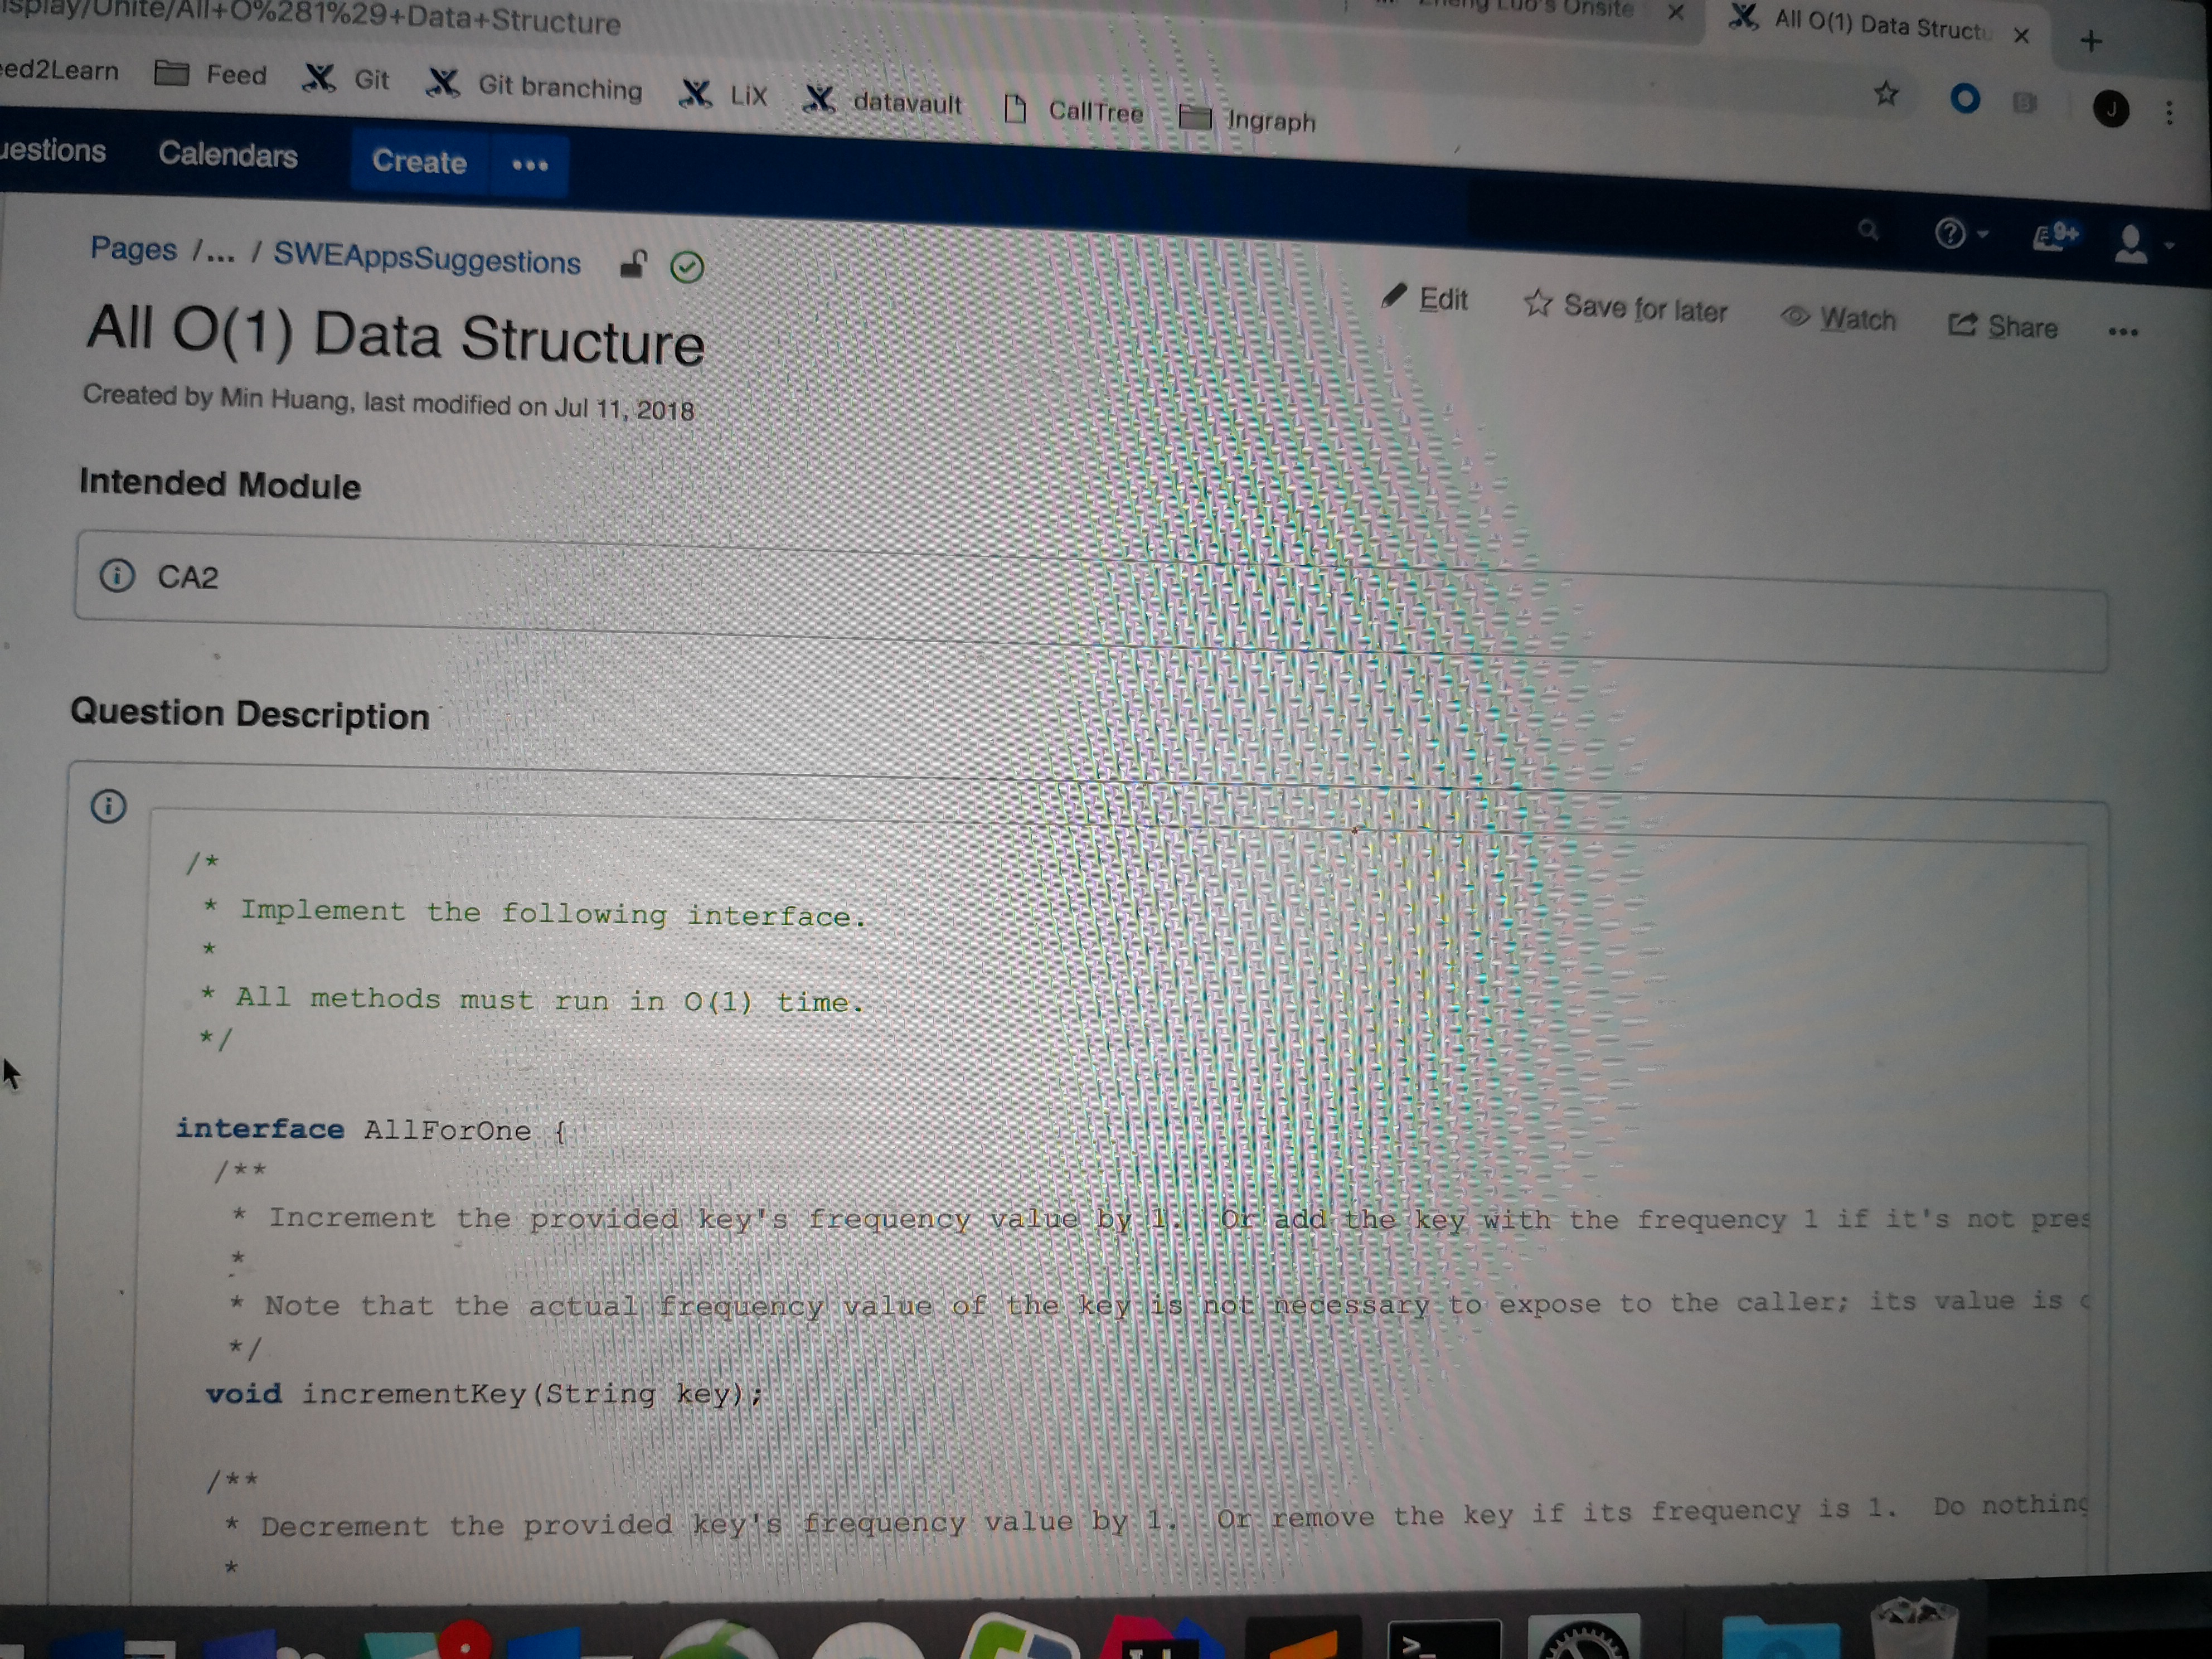 /Unite/All+O%281%29+Data+Structure
Luo's Onsite
All O(1) Data Structu
ed2Learn
Feed
Git
Git branching
LiX
datavault
CallTree
Ingraph
J
uestions
Calendars
Create
9+
Pages /... / SWEAppsSuggestions
Edit
Save for later
Watch
Share
All O(1) Data Structure
Created by Min Huang, last modified on Jul 11, 2018
Intended Module
CA2
Question Description
/*
* Implement the following interface.
*
* All methods must run in O(1) time.
*/
interface AllForOne {
/**
* Increment the provided key's frequency value by 1. Or add the key with the frequency 1 if it's not pres
*
* Note that the actual frequency value of the key is not necessary to expose to the caller; its value is
*/
void incrementKey(String key);
/**
* Decrement the provided key's frequency value by 1. Or remove the key if its frequency is 1. Do nothing
*